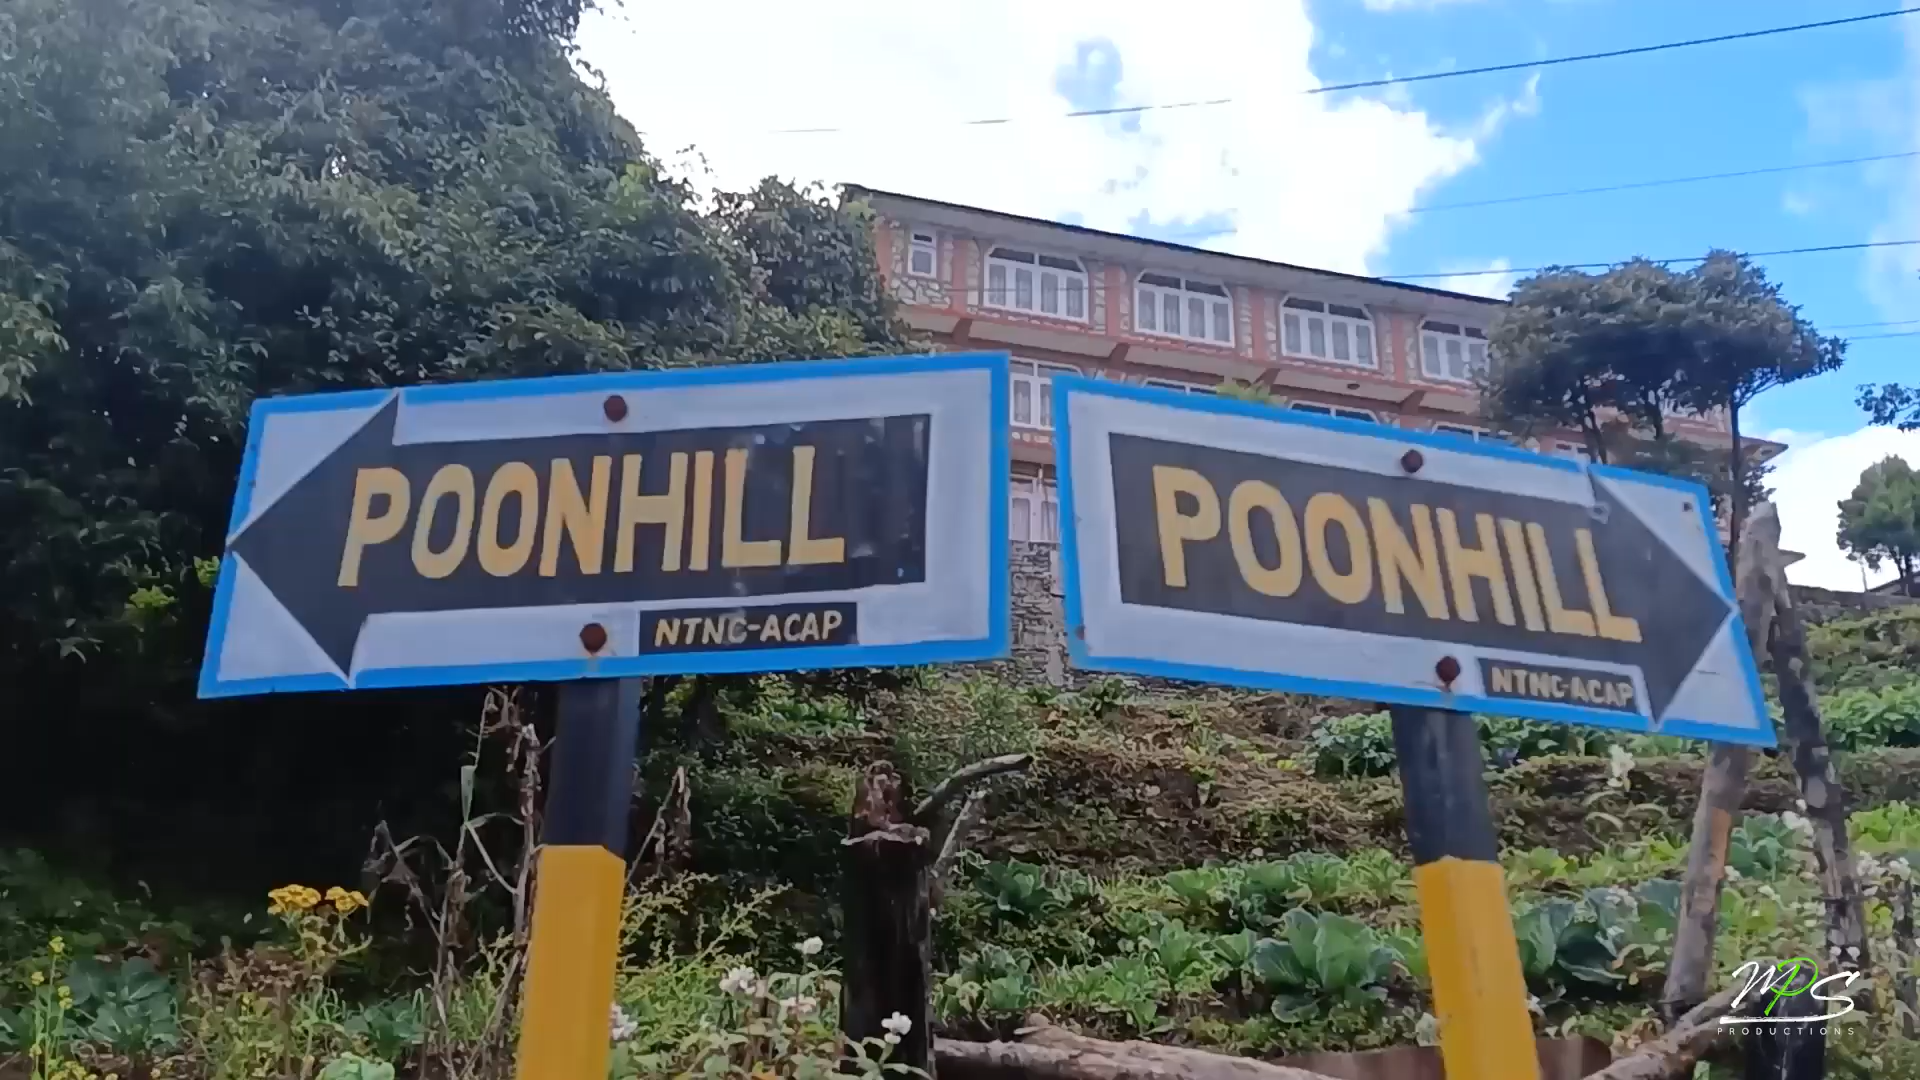 POONHILL
NTNC-ACAP
POONHILL
NTNC-ACAP
MPS
PRODUCTIONS